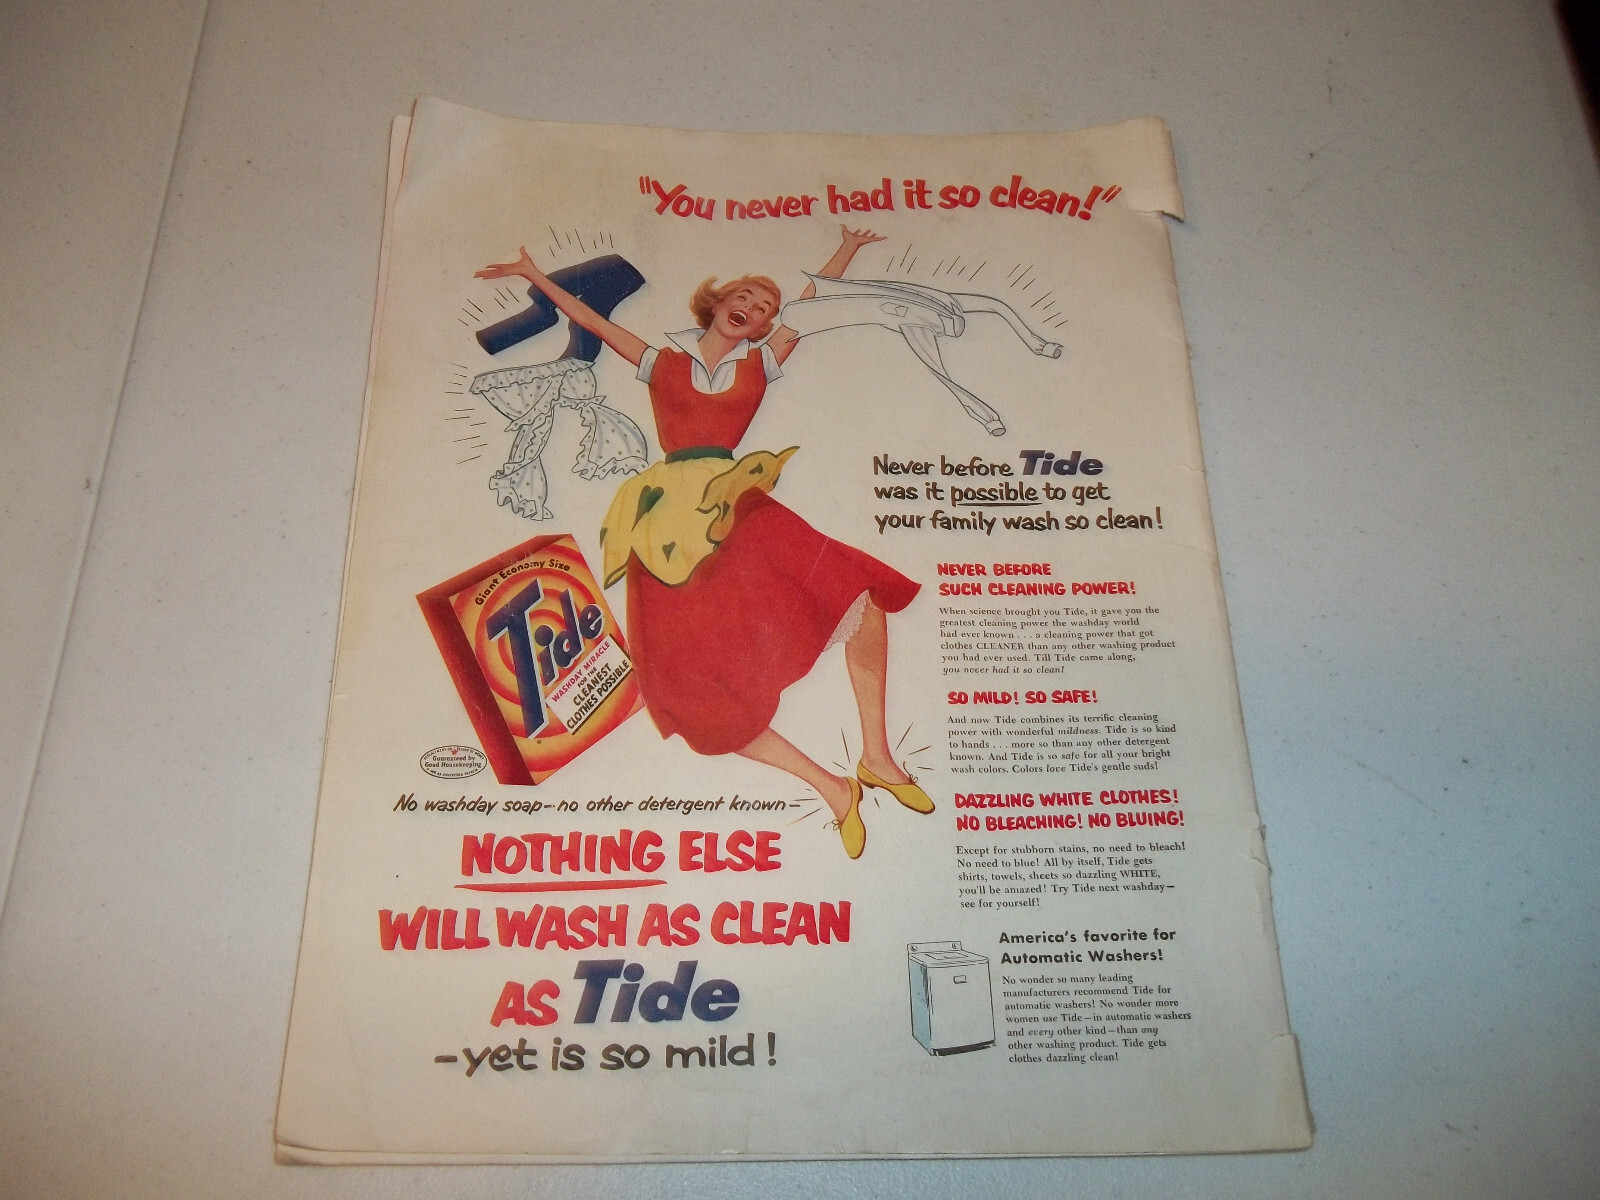 "You never had it so clean!"
Never before Tide
was it possible to get
your family wash so clean!
NEVER BEFORE
SUCH CLEANING POWER!
When science brought you Tide, it gave you the
greatest cleaning power the washday world
had ever known . . . a cleaning power that got
clothes CLEANER than any other washing product
you had ever used. Till Tide came along,
you never had it so clean!
SO MILD! SO SAFE!
And now Tide combines its terrific cleaning
power with wonderful mildness. Tide is so kind
to hands . . . more so than any other detergent
known. And Tide is so safe for all your bright
wash colors. Colors love Tide's gentle suds!
DAZZLING WHITE CLOTHES!
NO BLEACHING! NO BLUING!
Except for stubborn stains, no need to bleach!
No need to blue! All by itself, Tide gets
shirts, towels, sheets so dazzling WHITE,
you'll be amazed! Try Tide next washday—
see for yourself!
America's favorite for
Automatic Washers!
No wonder so many leading
manufacturers recommend Tide for
automatic washers! No wonder more
women use Tide—in automatic washers
and every other kind—than any
other washing product. Tide gets
clothes dazzling clean!
Giant Economy Size
Tide
WASHDAY MIRACLE
FOR THE
CLEANEST
CLOTHES POSSIBLE
Guaranteed by
Good Housekeeping
No washday soap—no other detergent known—
NOTHING ELSE
WILL WASH AS CLEAN
AS Tide
—yet is so mild!